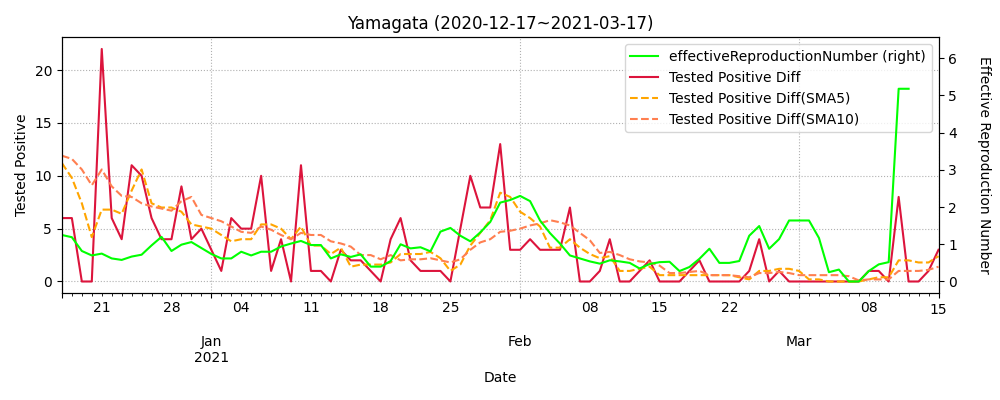 Yamagata (2020-12-17~2021-03-17)
effectiveReproductionNumber (right)
Tested Positive Diff
Tested Positive Diff(SMA5)
Tested Positive Diff(SMA10)
Tested Positive
20
15
10
5
0
Effective Reproduction Number
6
5
4
3
2
1
0
21 28 04 11 18 25 08 15 22 08 15
Jan Feb Mar
2021
Date